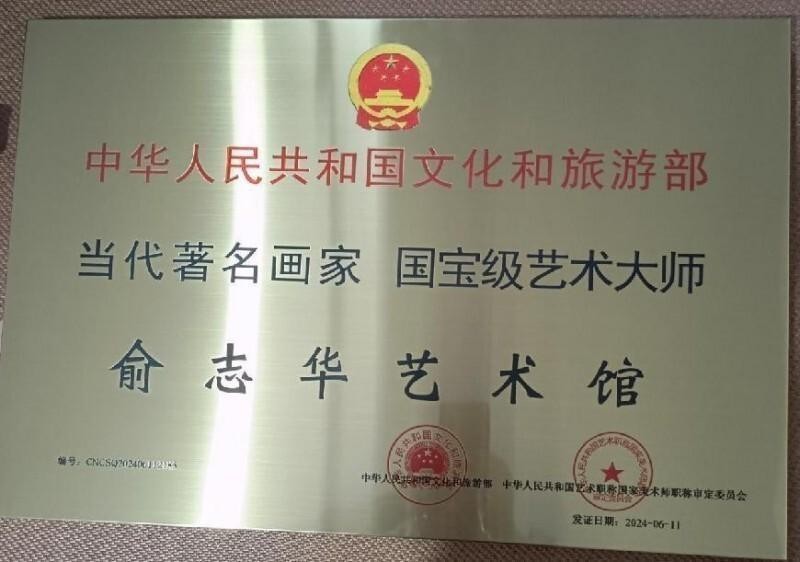 中华人民共和国文化和旅游部
当代著名画家 国宝级艺术大师
俞志华艺术馆
编号:
中华人民共和国文化和旅游部 中华人民共和国艺术职称国家美术师职称审定委员会
发证日期:2024-06-11